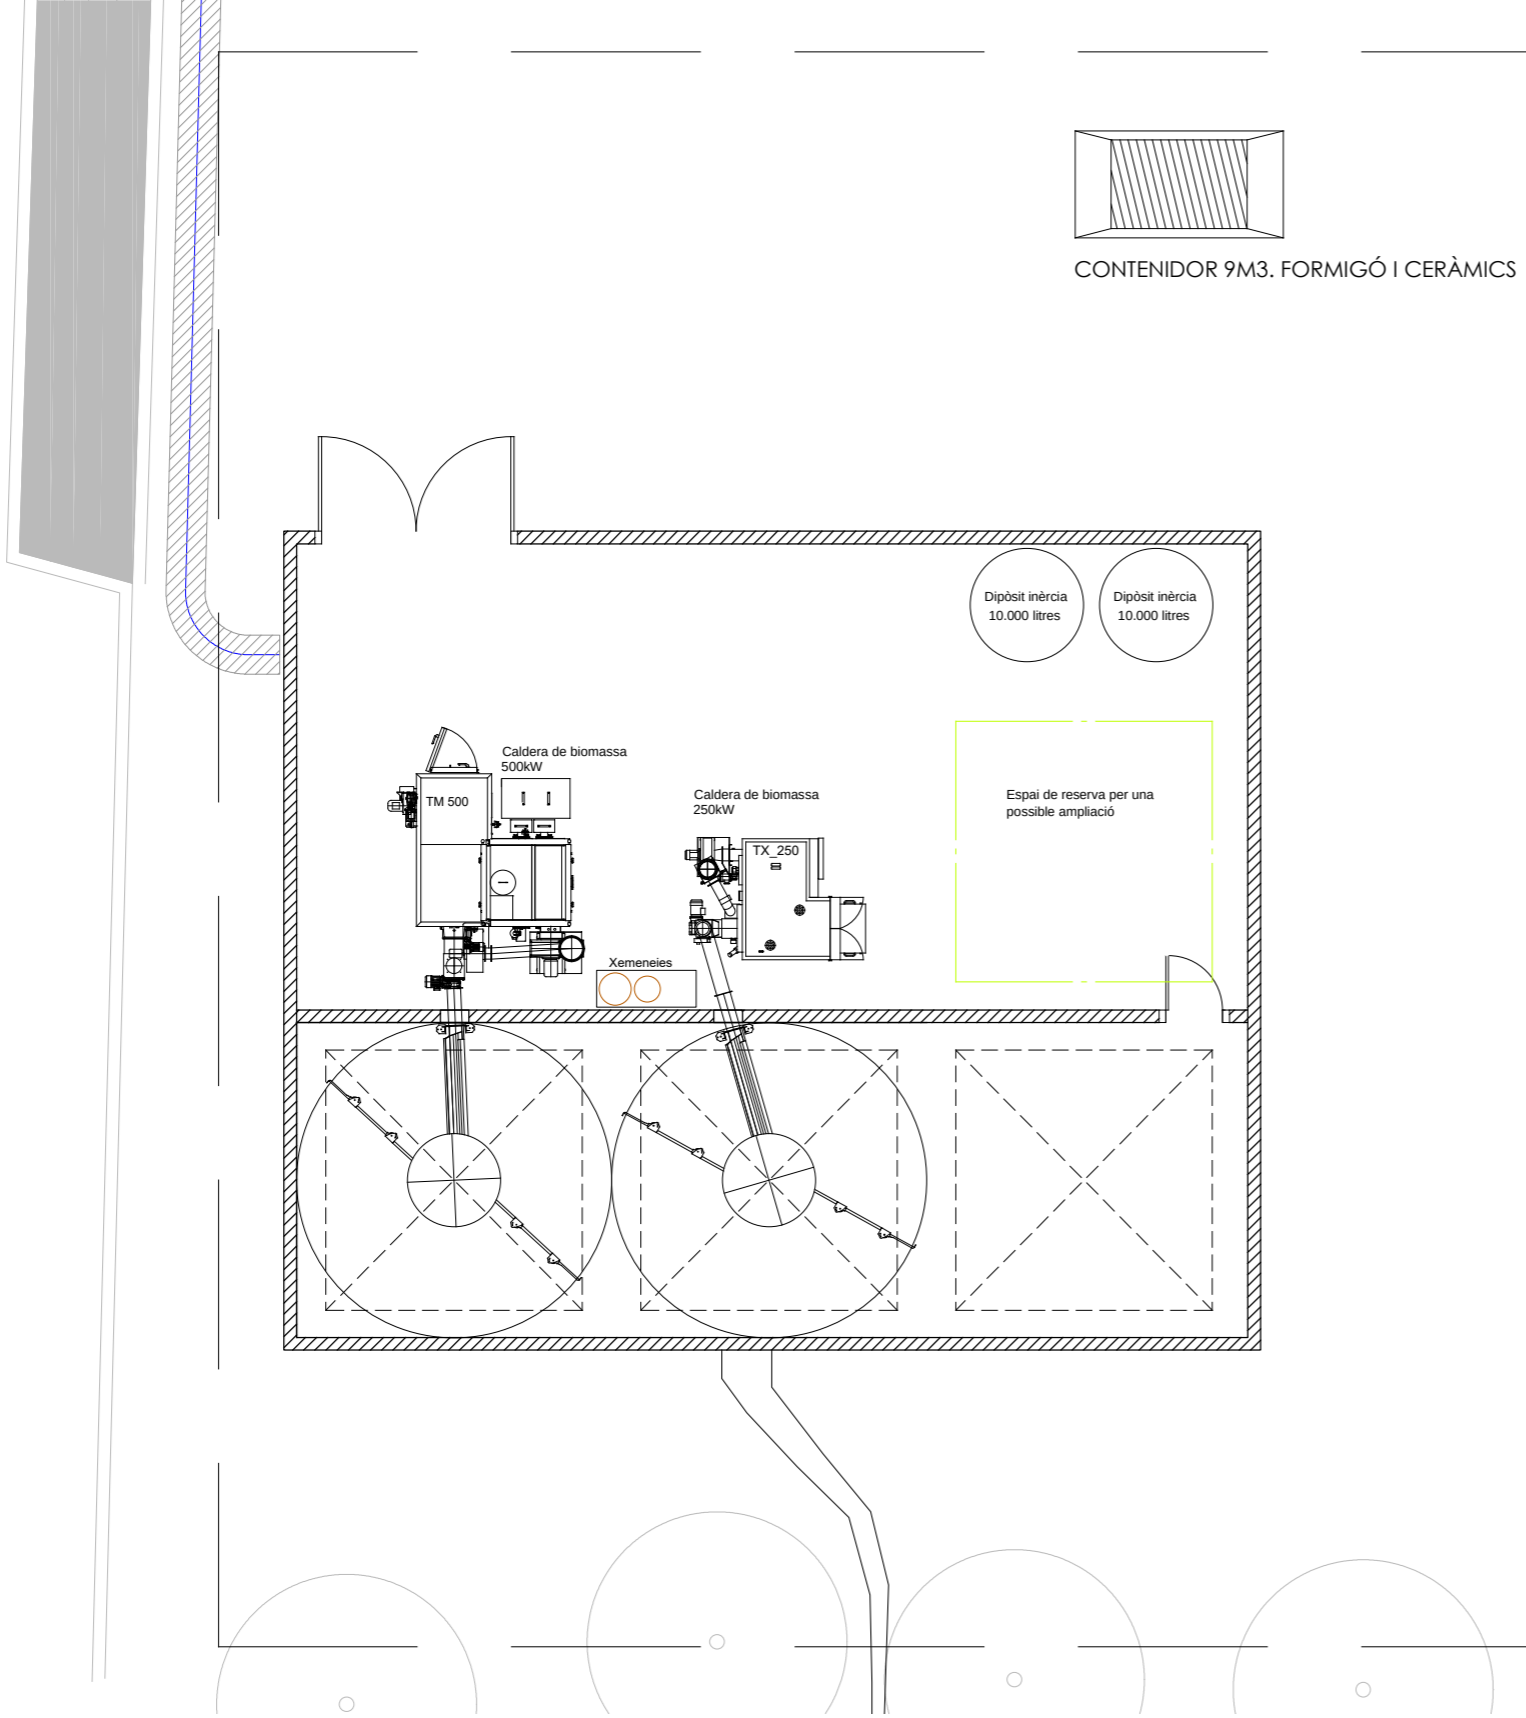 CONTENIDOR 9M3. FORMIGÓ I CERÀMICS
Dipòsit inèrcia
10.000 litres
Dipòsit inèrcia
10.000 litres
Caldera de biomassa
500kW
TM 500
Caldera de biomassa
250kW
TX_250
Espai de reserva per una
possible ampliació
Xemeneies